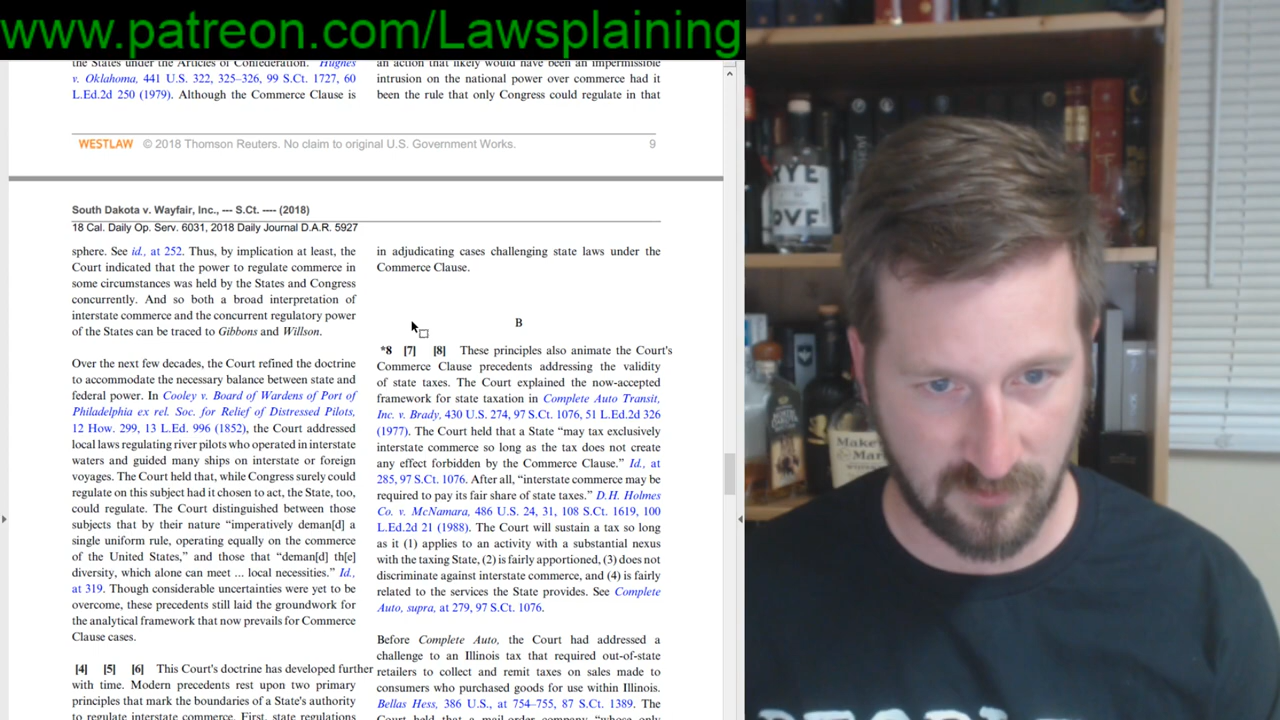 www.patreon.com/Lawsplaining
the States under the Articles of Confederation. Hughes
v. Oklahoma, 441 U.S. 322, 325–326, 99 S.Ct. 1727, 60
L.Ed.2d 250 (1979). Although the Commerce Clause is
an action that likely would have been an impermissible
intrusion on the national power over commerce had it
been the rule that only Congress could regulate in that
WESTLAW © 2018 Thomson Reuters. No claim to original U.S. Government Works. 9
South Dakota v. Wayfair, Inc., --- S.Ct. ---- (2018)
18 Cal. Daily Op. Serv. 6031, 2018 Daily Journal D.A.R. 5927
sphere. See id., at 252. Thus, by implication at least, the
Court indicated that the power to regulate commerce in
some circumstances was held by the States and Congress
concurrently. And so both a broad interpretation of
interstate commerce and the concurrent regulatory power
of the States can be traced to Gibbons and Willson.
Over the next few decades, the Court refined the doctrine
to accommodate the necessary balance between state and
federal power. In Cooley v. Board of Wardens of Port of
Philadelphia ex rel. Soc. for Relief of Distressed Pilots,
12 How. 299, 13 L.Ed. 996 (1852), the Court addressed
local laws regulating river pilots who operated in interstate
waters and guided many ships on interstate or foreign
voyages. The Court held that, while Congress surely could
regulate on this subject had it chosen to act, the State, too,
could regulate. The Court distinguished between those
subjects that by their nature “imperatively deman[d] a
single uniform rule, operating equally on the commerce
of the United States,” and those that “deman[d] th[e]
diversity, which alone can meet ... local necessities.” Id.,
at 319. Though considerable uncertainties were yet to be
overcome, these precedents still laid the groundwork for
the analytical framework that now prevails for Commerce
Clause cases.
[4] [5] [6] This Court's doctrine has developed further
with time. Modern precedents rest upon two primary
principles that mark the boundaries of a State's authority
to regulate interstate commerce. First, state regulations
in adjudicating cases challenging state laws under the
Commerce Clause.
B
*8 [7] [8] These principles also animate the Court's
Commerce Clause precedents addressing the validity
of state taxes. The Court explained the now-accepted
framework for state taxation in Complete Auto Transit,
Inc. v. Brady, 430 U.S. 274, 97 S.Ct. 1076, 51 L.Ed.2d 326
(1977). The Court held that a State “may tax exclusively
interstate commerce so long as the tax does not create
any effect forbidden by the Commerce Clause.” Id., at
285, 97 S.Ct. 1076. After all, “interstate commerce may be
required to pay its fair share of state taxes.” D.H. Holmes
Co. v. McNamara, 486 U.S. 24, 31, 108 S.Ct. 1619, 100
L.Ed.2d 21 (1988). The Court will sustain a tax so long
as it (1) applies to an activity with a substantial nexus
with the taxing State, (2) is fairly apportioned, (3) does not
discriminate against interstate commerce, and (4) is fairly
related to the services the State provides. See Complete
Auto, supra, at 279, 97 S.Ct. 1076.
Before Complete Auto, the Court had addressed a
challenge to an Illinois tax that required out-of-state
retailers to collect and remit taxes on sales made to
consumers who purchased goods for use within Illinois.
Bellas Hess, 386 U.S., at 754–755, 87 S.Ct. 1389. The
Court held that a mail-order company “whose only
RYE
Maker's
Mark